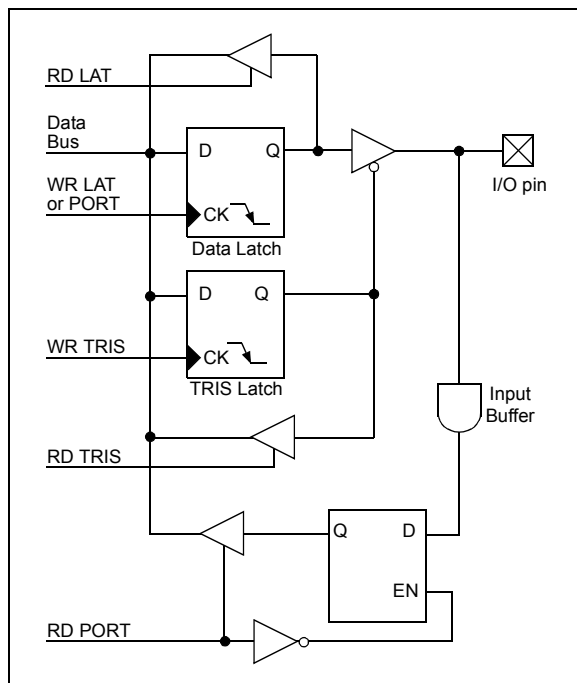 RD LAT
Data
Bus
D
Q
WR LAT
or PORT
CK
Data Latch
I/O pin
D
Q
WR TRIS
CK
TRIS Latch
Input
Buffer
RD TRIS
Q
D
EN
RD PORT